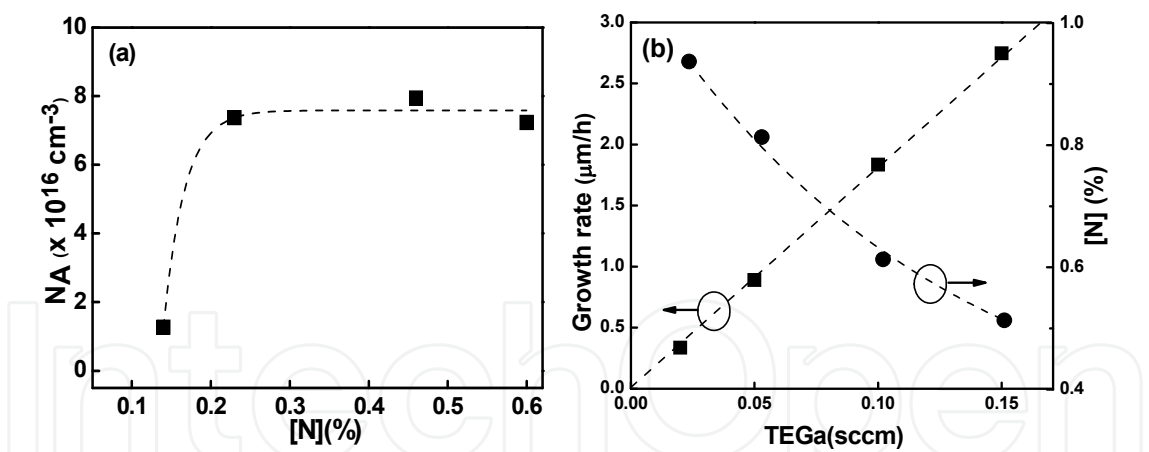 (a)
10
8
6
4
2
0
NA (x 10¹⁶ cm-³)
0.1 0.2 0.3 0.4 0.5 0.6
[N](%)
(b)
3.0
2.5
2.0
1.5
1.0
0.5
0.0
Growth rate (μm/h)
1.0
0.8
0.6
0.4
[N] (%)
0.00 0.05 0.10 0.15
TEGa(sccm)
IntechOpen